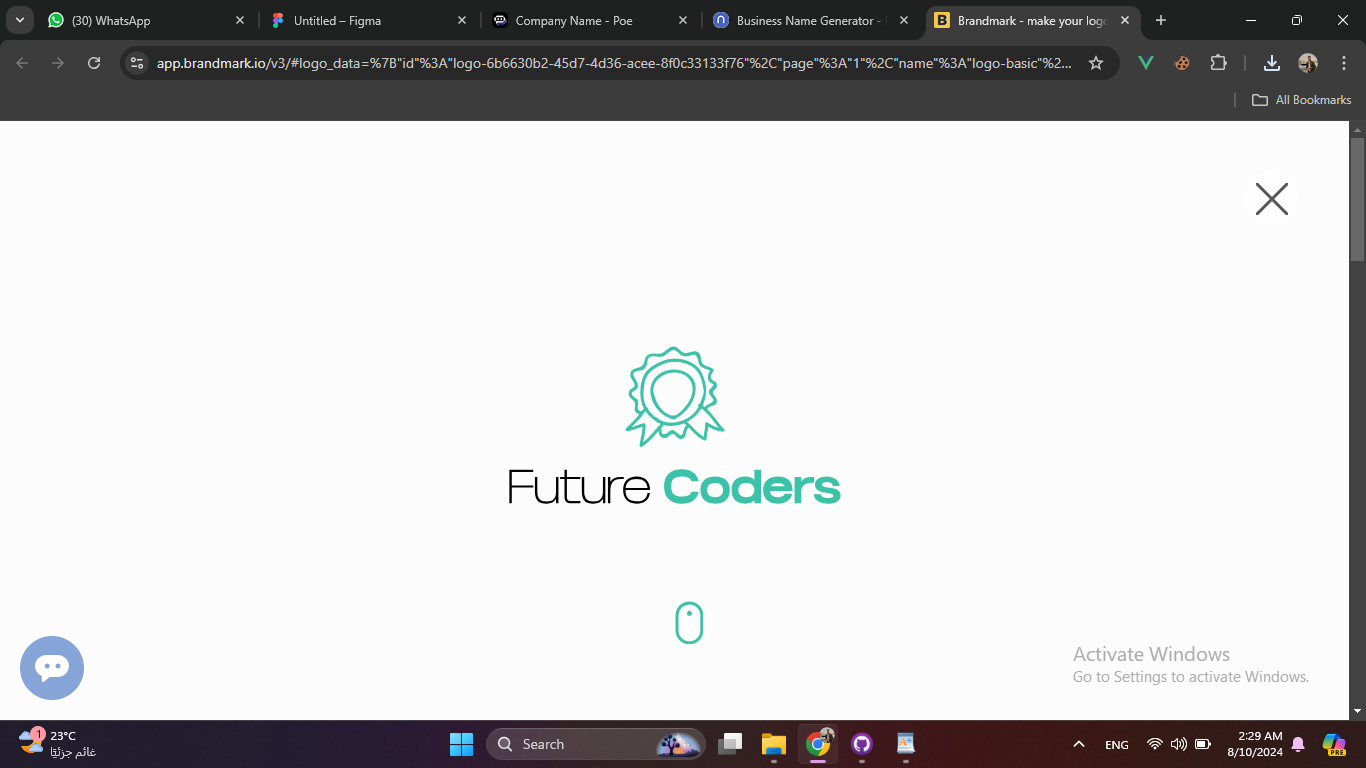 (30) WhatsApp
Untitled – Figma
Company Name - Poe
Business Name Generator -
Brandmark - make your logo
app.brandmark.io/v3/#logo_data=%7B"id"%3A"logo-6b6630b2-45d7-4d36-acee-8f0c33133f76"%2C"page"%3A"1"%2C"name"%3A"logo-basic"%2...
All Bookmarks
Future Coders
Activate Windows
Go to Settings to activate Windows.
1
23°C
غائم جزئيًا
Search
ENG
2:29 AM
8/10/2024
PRE